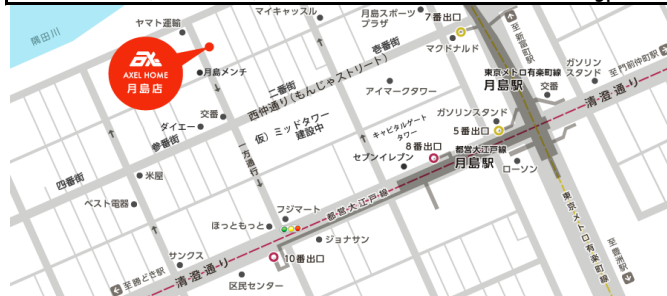 隅田川
ヤマト運輸
マイキャッスル
月島スポーツ
プラザ
7番出口
マクドナルド
至新富町駅
AXEL HOME
月島店
月島メンチ
壱番街
二番街
西仲通り(もんじゃストリート)
東京メトロ有楽町線
月島駅
交番
ガソリン
スタンド
至門前仲町駅
清澄通り
アイマークタワー
交番
ダイエー
参番街
仮)ミッドタワー
建設中
キャピタルゲート
タワー
ガソリンスタンド
5番出口
8番出口
都営大江戸線
月島駅
セブンイレブン
ローソン
四番街
米屋
一方通行
ベスト電器
フジマート
都営大江戸線
ほっともっと
ジョナサン
サンクス
10番出口
区民センター
至勝どき駅
清澄通り
東京メトロ有楽町線
至豊洲駅